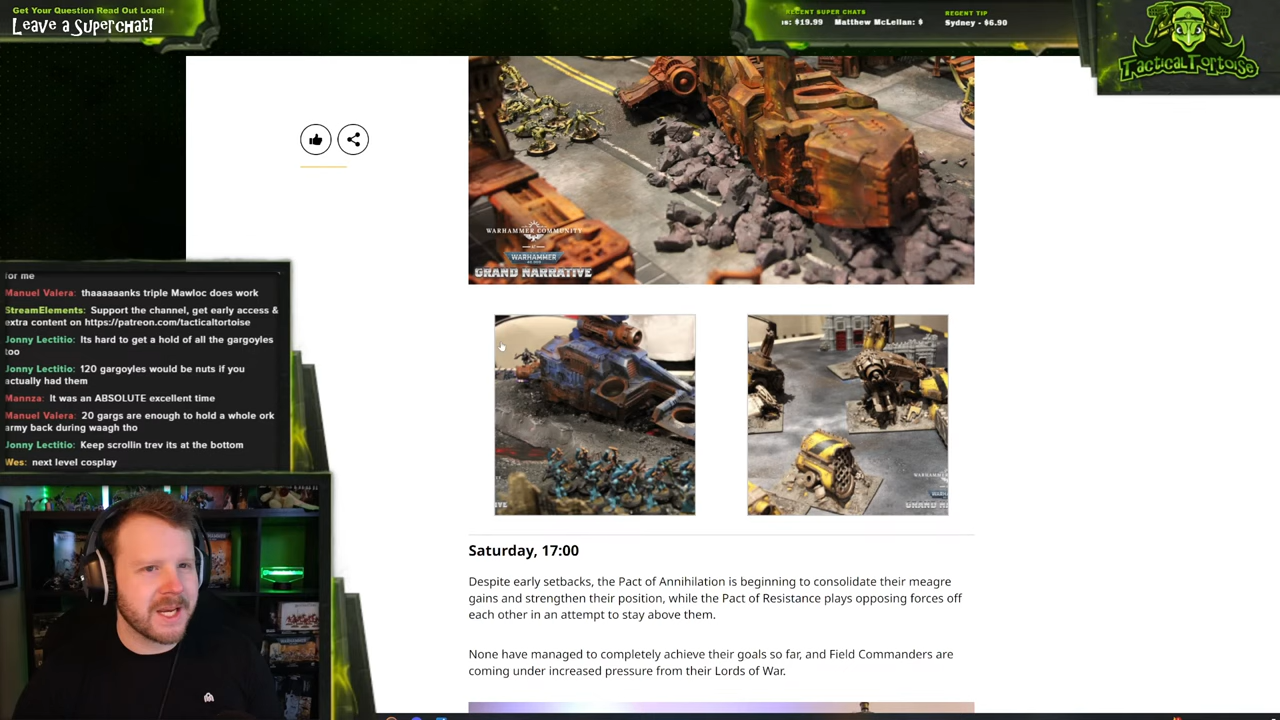 Get Your Question Read Out Load!
Leave a Superchat!
RECENT SUPER CHATS
$19.99 Matthew McLellan: $
RECENT TIP
Sydney - $6.90
TACTICALTORTOISE
WARHAMMER COMMUNITY
WARHAMMER
GRAND NARRATIVE
for me
Manuel Valera: thaaaaaanks triple Mawloc does work
StreamElements: Support the channel, get early access &
extra content on https://patreon.com/tacticaltortoise
Jonny Lectitio: Its hard to get a hold of all the gargoyles
too
Jonny Lectitio: 120 gargoyles would be nuts if you
actually had them
Mannza: It was an ABSOLUTE excellent time
Manuel Valera: 20 gargs are enough to hold a whole ork
army back during waagh tho
Jonny Lectitio: Keep scrollin trev its at the bottom
Wes: next level cosplay
Saturday, 17:00
Despite early setbacks, the Pact of Annihilation is beginning to consolidate their meagre
gains and strengthen their position, while the Pact of Resistance plays opposing forces off
each other in an attempt to stay above them.
None have managed to completely achieve their goals so far, and Field Commanders are
coming under increased pressure from their Lords of War.